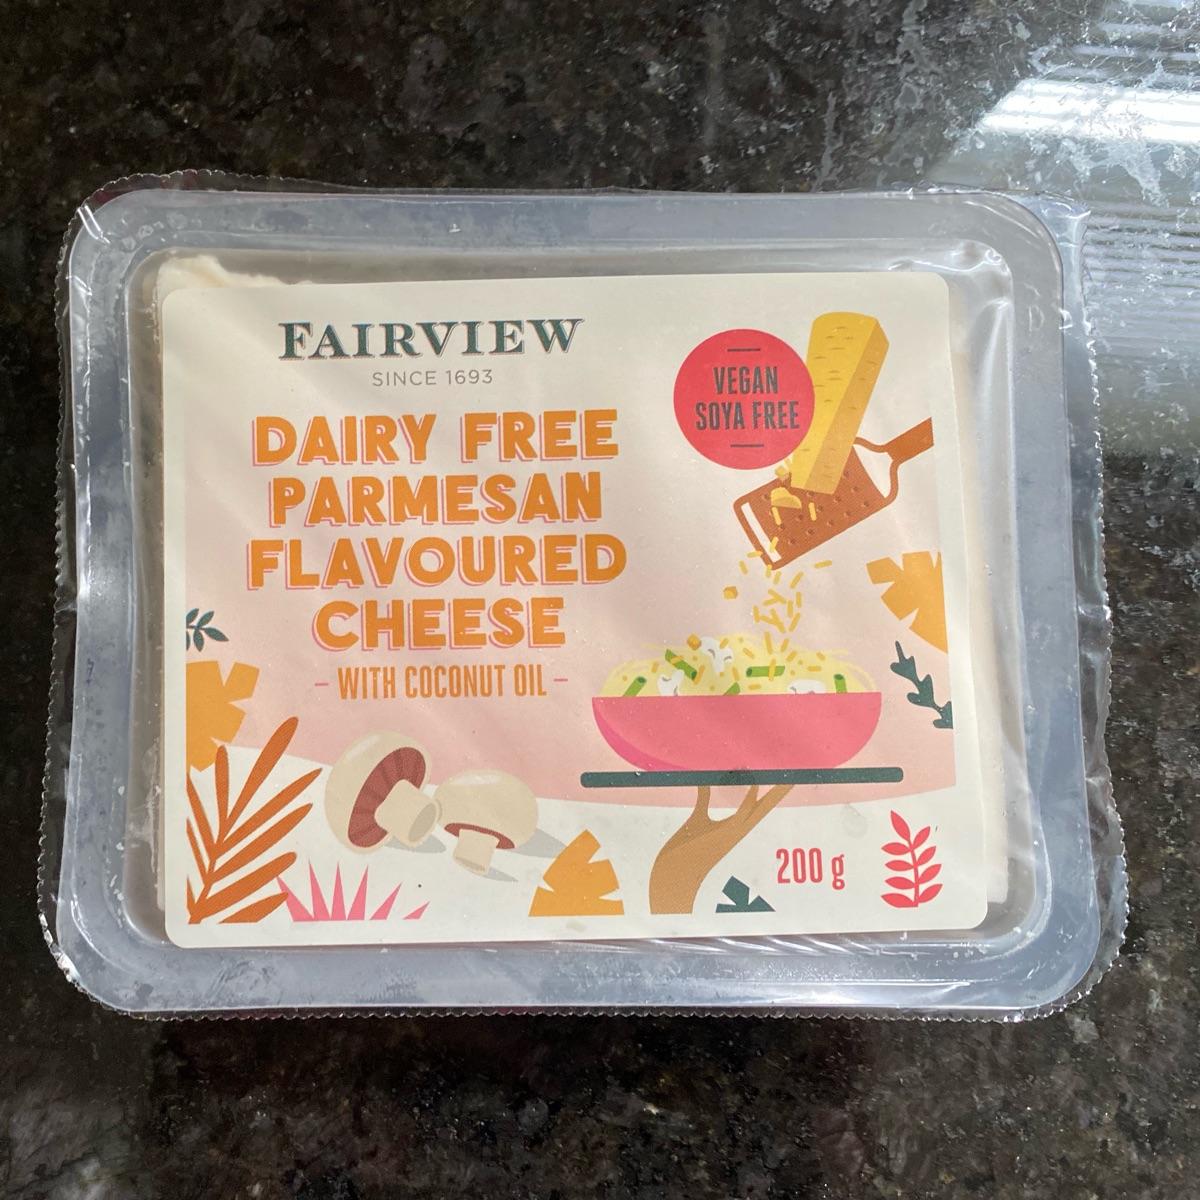 FAIRVIEW
SINCE 1693
DAIRY FREE
PARMESAN
FLAVOURED
CHEESE
- WITH COCONUT OIL -
VEGAN
SOYA FREE
200 g